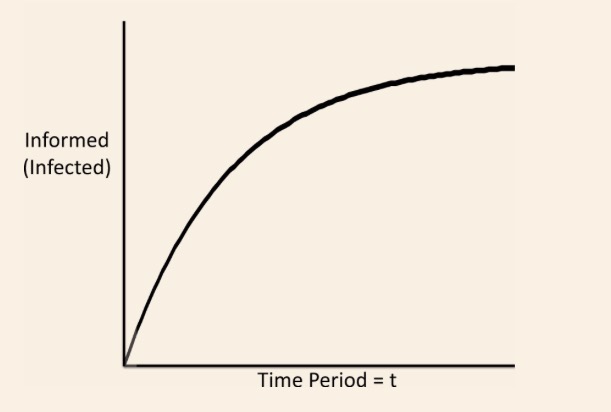 Informed
(Infected)
Time Period = t